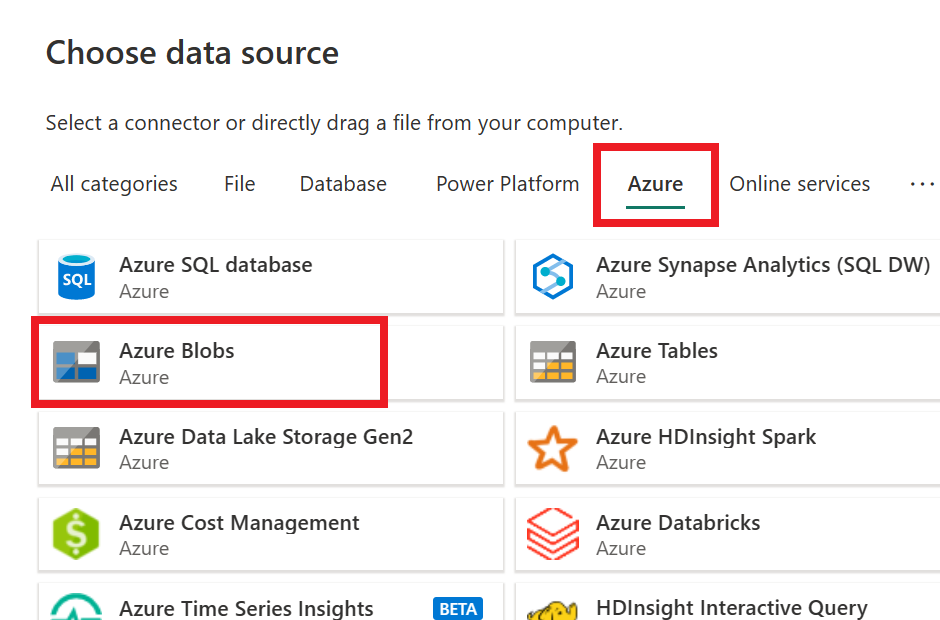 Choose data source
Select a connector or directly drag a file from your computer.
All categories File Database Power Platform Azure Online services ...
SQL Azure SQL database Azure Synapse Analytics (SQL DW)
Azure Azure
Azure Blobs Azure Tables
Azure Azure
Azure Data Lake Storage Gen2 Azure HDInsight Spark
Azure Azure
$ Azure Cost Management Azure Databricks
Azure Azure
Azure Time Series Insights BETA HDInsight Interactive Query